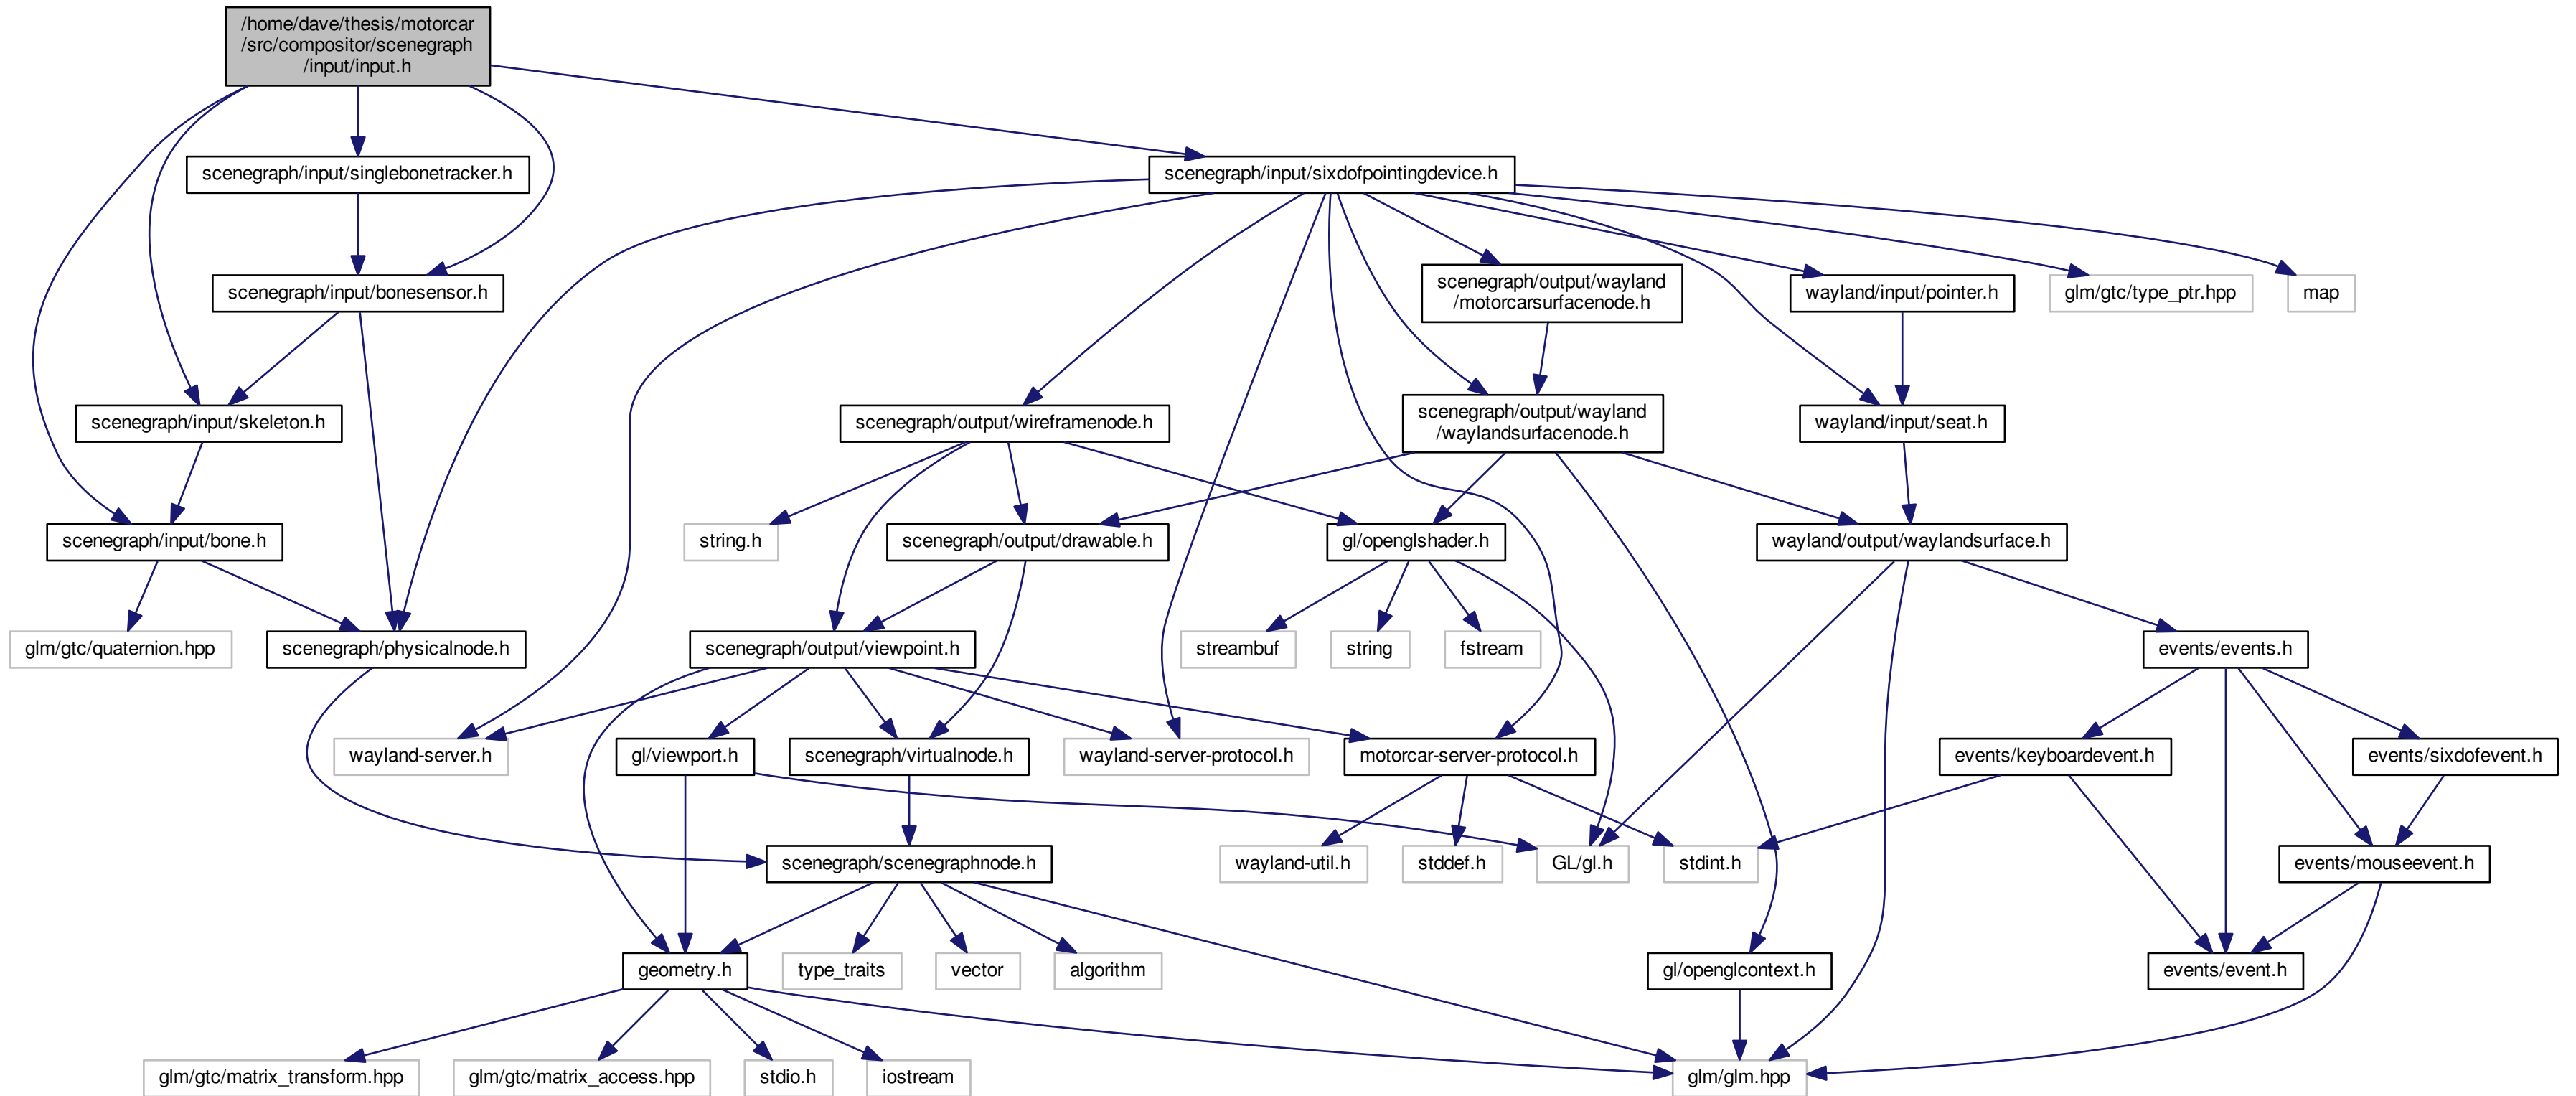 /home/dave/thesis/motorcar
/src/compositor/scenegraph
/input/input.h
scenegraph/input/singlebonetracker.h
scenegraph/input/sixdofpointingdevice.h
scenegraph/input/bonesensor.h
scenegraph/output/wayland
/motorcarsurfacenode.h
wayland/input/pointer.h
glm/gtc/type_ptr.hpp
map
scenegraph/input/skeleton.h
scenegraph/output/wireframenode.h
scenegraph/output/wayland
/waylandsurfacenode.h
wayland/input/seat.h
scenegraph/input/bone.h
string.h
scenegraph/output/drawable.h
gl/openglshader.h
wayland/output/waylandsurface.h
glm/gtc/quaternion.hpp
scenegraph/physicalnode.h
scenegraph/output/viewpoint.h
streambuf
string
fstream
events/events.h
wayland-server.h
gl/viewport.h
scenegraph/virtualnode.h
wayland-server-protocol.h
motorcar-server-protocol.h
events/keyboardevent.h
events/sixdofevent.h
scenegraph/scenegraphnode.h
wayland-util.h
stddef.h
GL/gl.h
stdint.h
events/mouseevent.h
geometry.h
type_traits
vector
algorithm
gl/openglcontext.h
events/event.h
glm/gtc/matrix_transform.hpp
glm/gtc/matrix_access.hpp
stdio.h
iostream
glm/glm.hpp